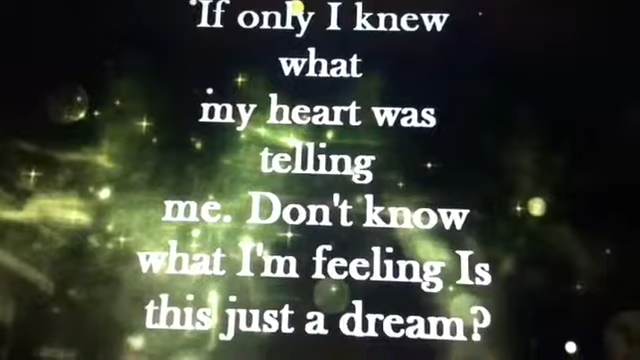 If only I knew
what
my heart was
telling
me. Don't know
what I'm feeling Is
this just a dream?